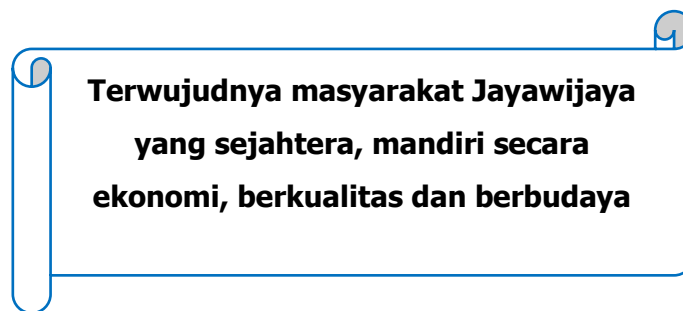 Terwujudnya masyarakat Jayawijaya
yang sejahtera, mandiri secara
ekonomi, berkualitas dan berbudaya